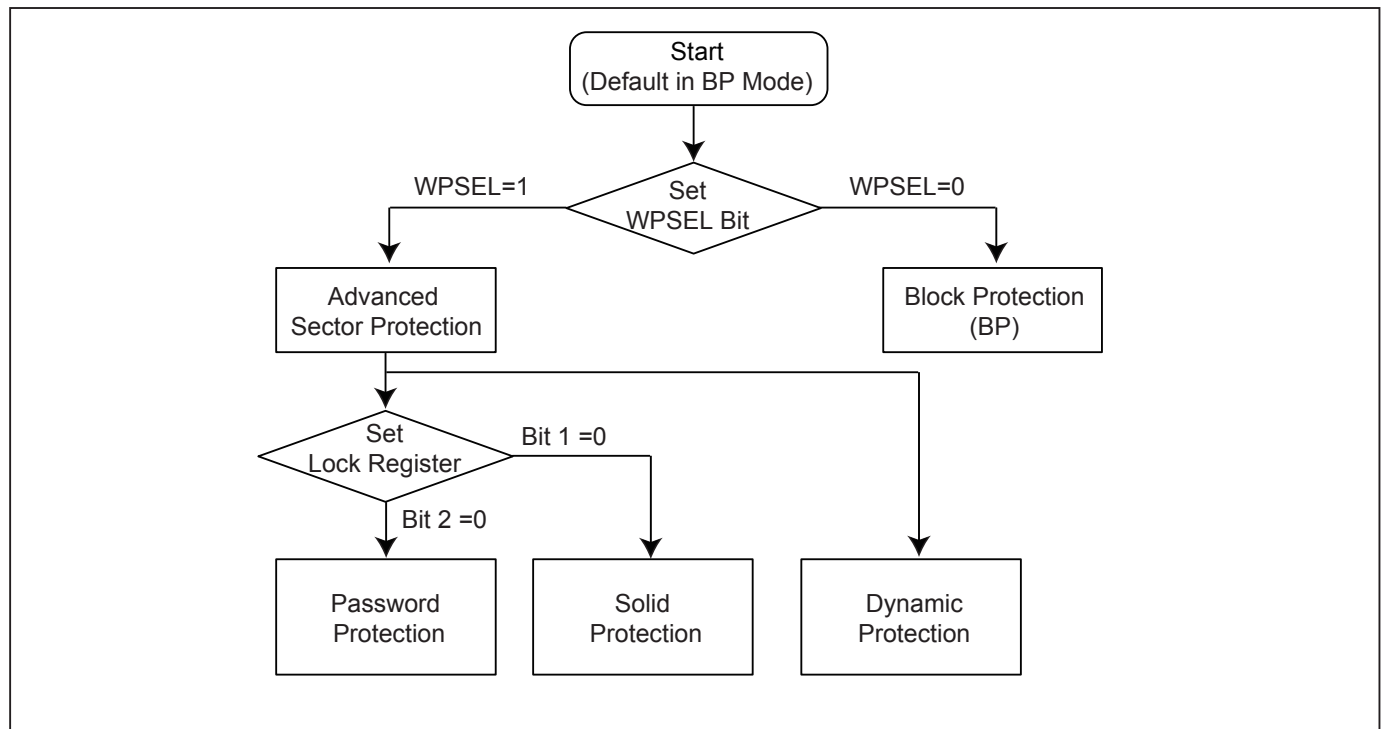 Start
(Default in BP Mode)
WPSEL=1
Set
WPSEL Bit
WPSEL=0
Advanced
Sector Protection
Block Protection
(BP)
Set
Lock Register
Bit 1 =0
Bit 2 =0
Password
Protection
Solid
Protection
Dynamic
Protection